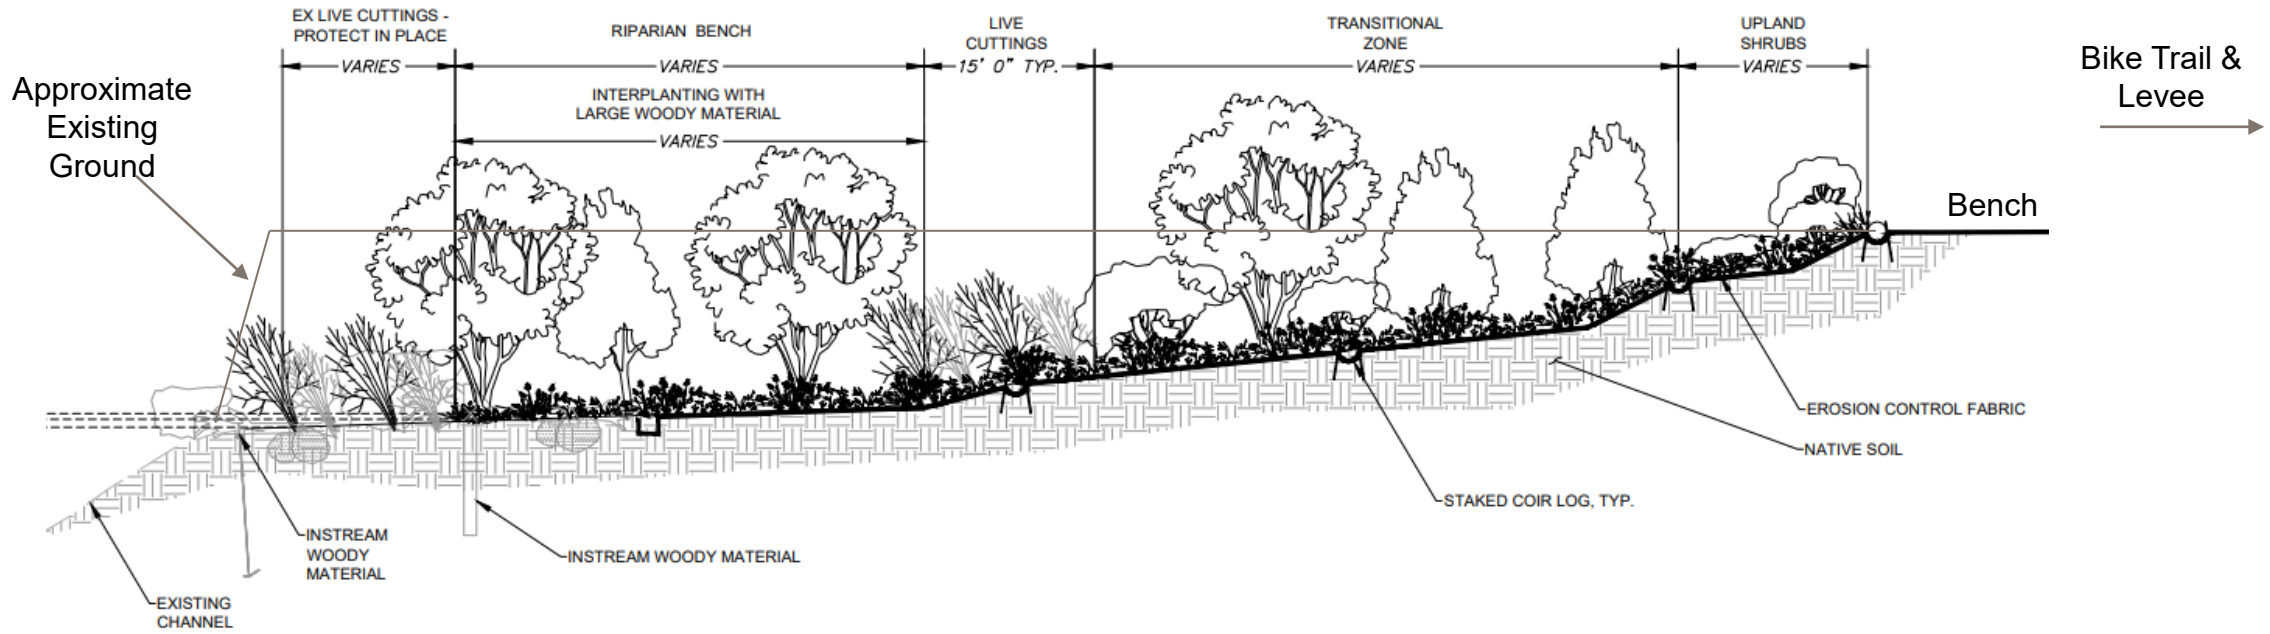 EX LIVE CUTTINGS -
PROTECT IN PLACE
VARIES
RIPARIAN BENCH
VARIES
INTERPLANTING WITH
LARGE WOODY MATERIAL
VARIES
LIVE
CUTTINGS
15' 0" TYP.
TRANSITIONAL
ZONE
VARIES
UPLAND
SHRUBS
VARIES
Bike Trail &
Levee
Approximate
Existing
Ground
Bench
EROSION CONTROL FABRIC
NATIVE SOIL
STAKED COIR LOG, TYP.
INSTREAM WOODY MATERIAL
INSTREAM
WOODY
MATERIAL
EXISTING
CHANNEL